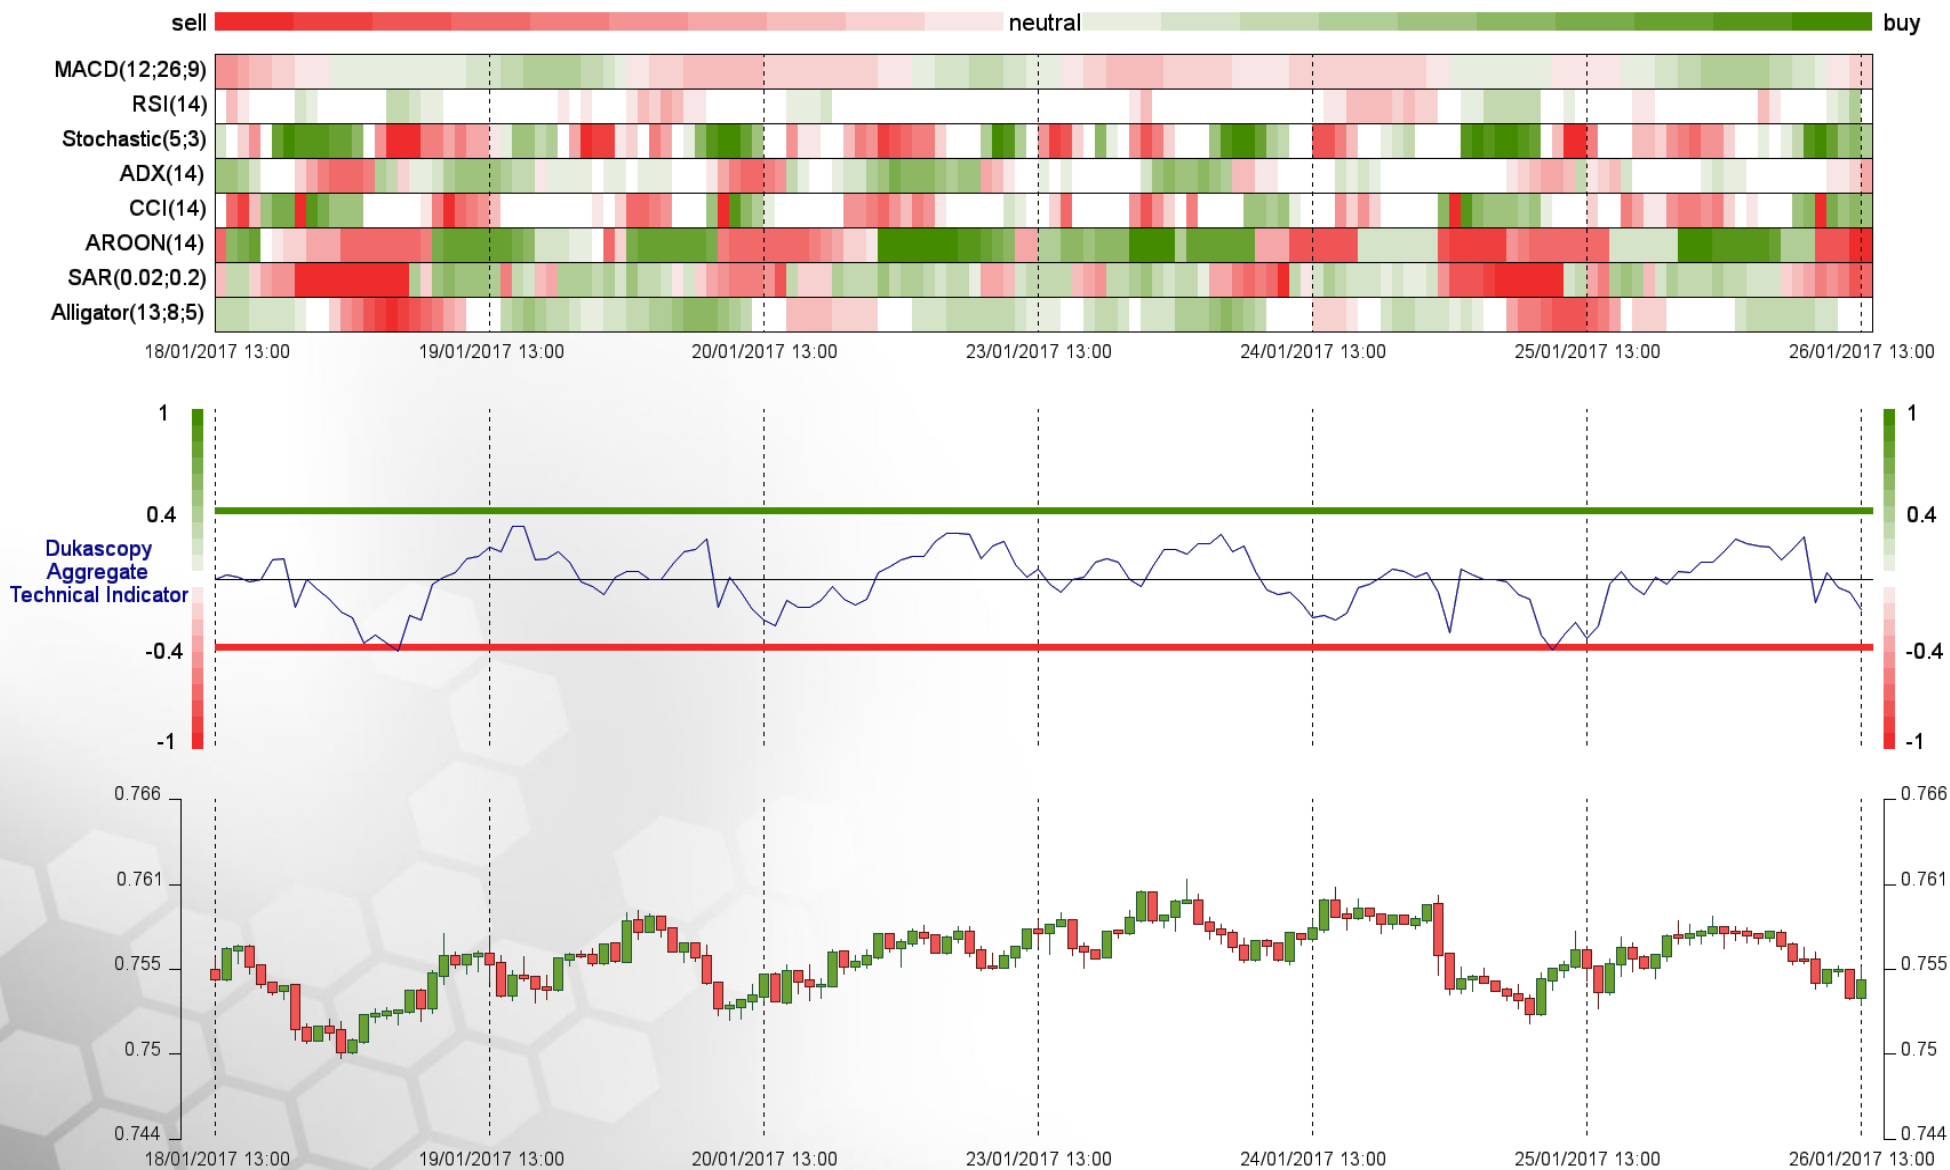 sell neutral buy
MACD(12;26;9)
RSI(14)
Stochastic(5;3)
ADX(14)
CCI(14)
AROON(14)
SAR(0.02;0.2)
Alligator(13;8;5)
18/01/2017 13:00 19/01/2017 13:00 20/01/2017 13:00 23/01/2017 13:00 24/01/2017 13:00 25/01/2017 13:00 26/01/2017 13:00
1 1
0.4 0.4
Dukascopy
Aggregate
Technical Indicator
-0.4 -0.4
-1 -1
0.766 0.766
0.761 0.761
0.755 0.755
0.75 0.75
0.744 0.744
18/01/2017 13:00 19/01/2017 13:00 20/01/2017 13:00 23/01/2017 13:00 24/01/2017 13:00 25/01/2017 13:00 26/01/2017 13:00